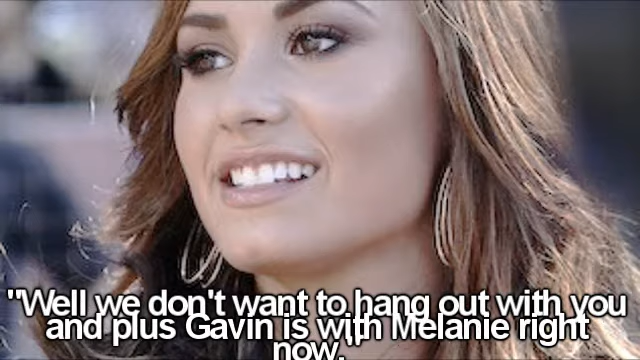 "Well we don't want to hang out with you
and plus Gavin is with Melanie right
now."